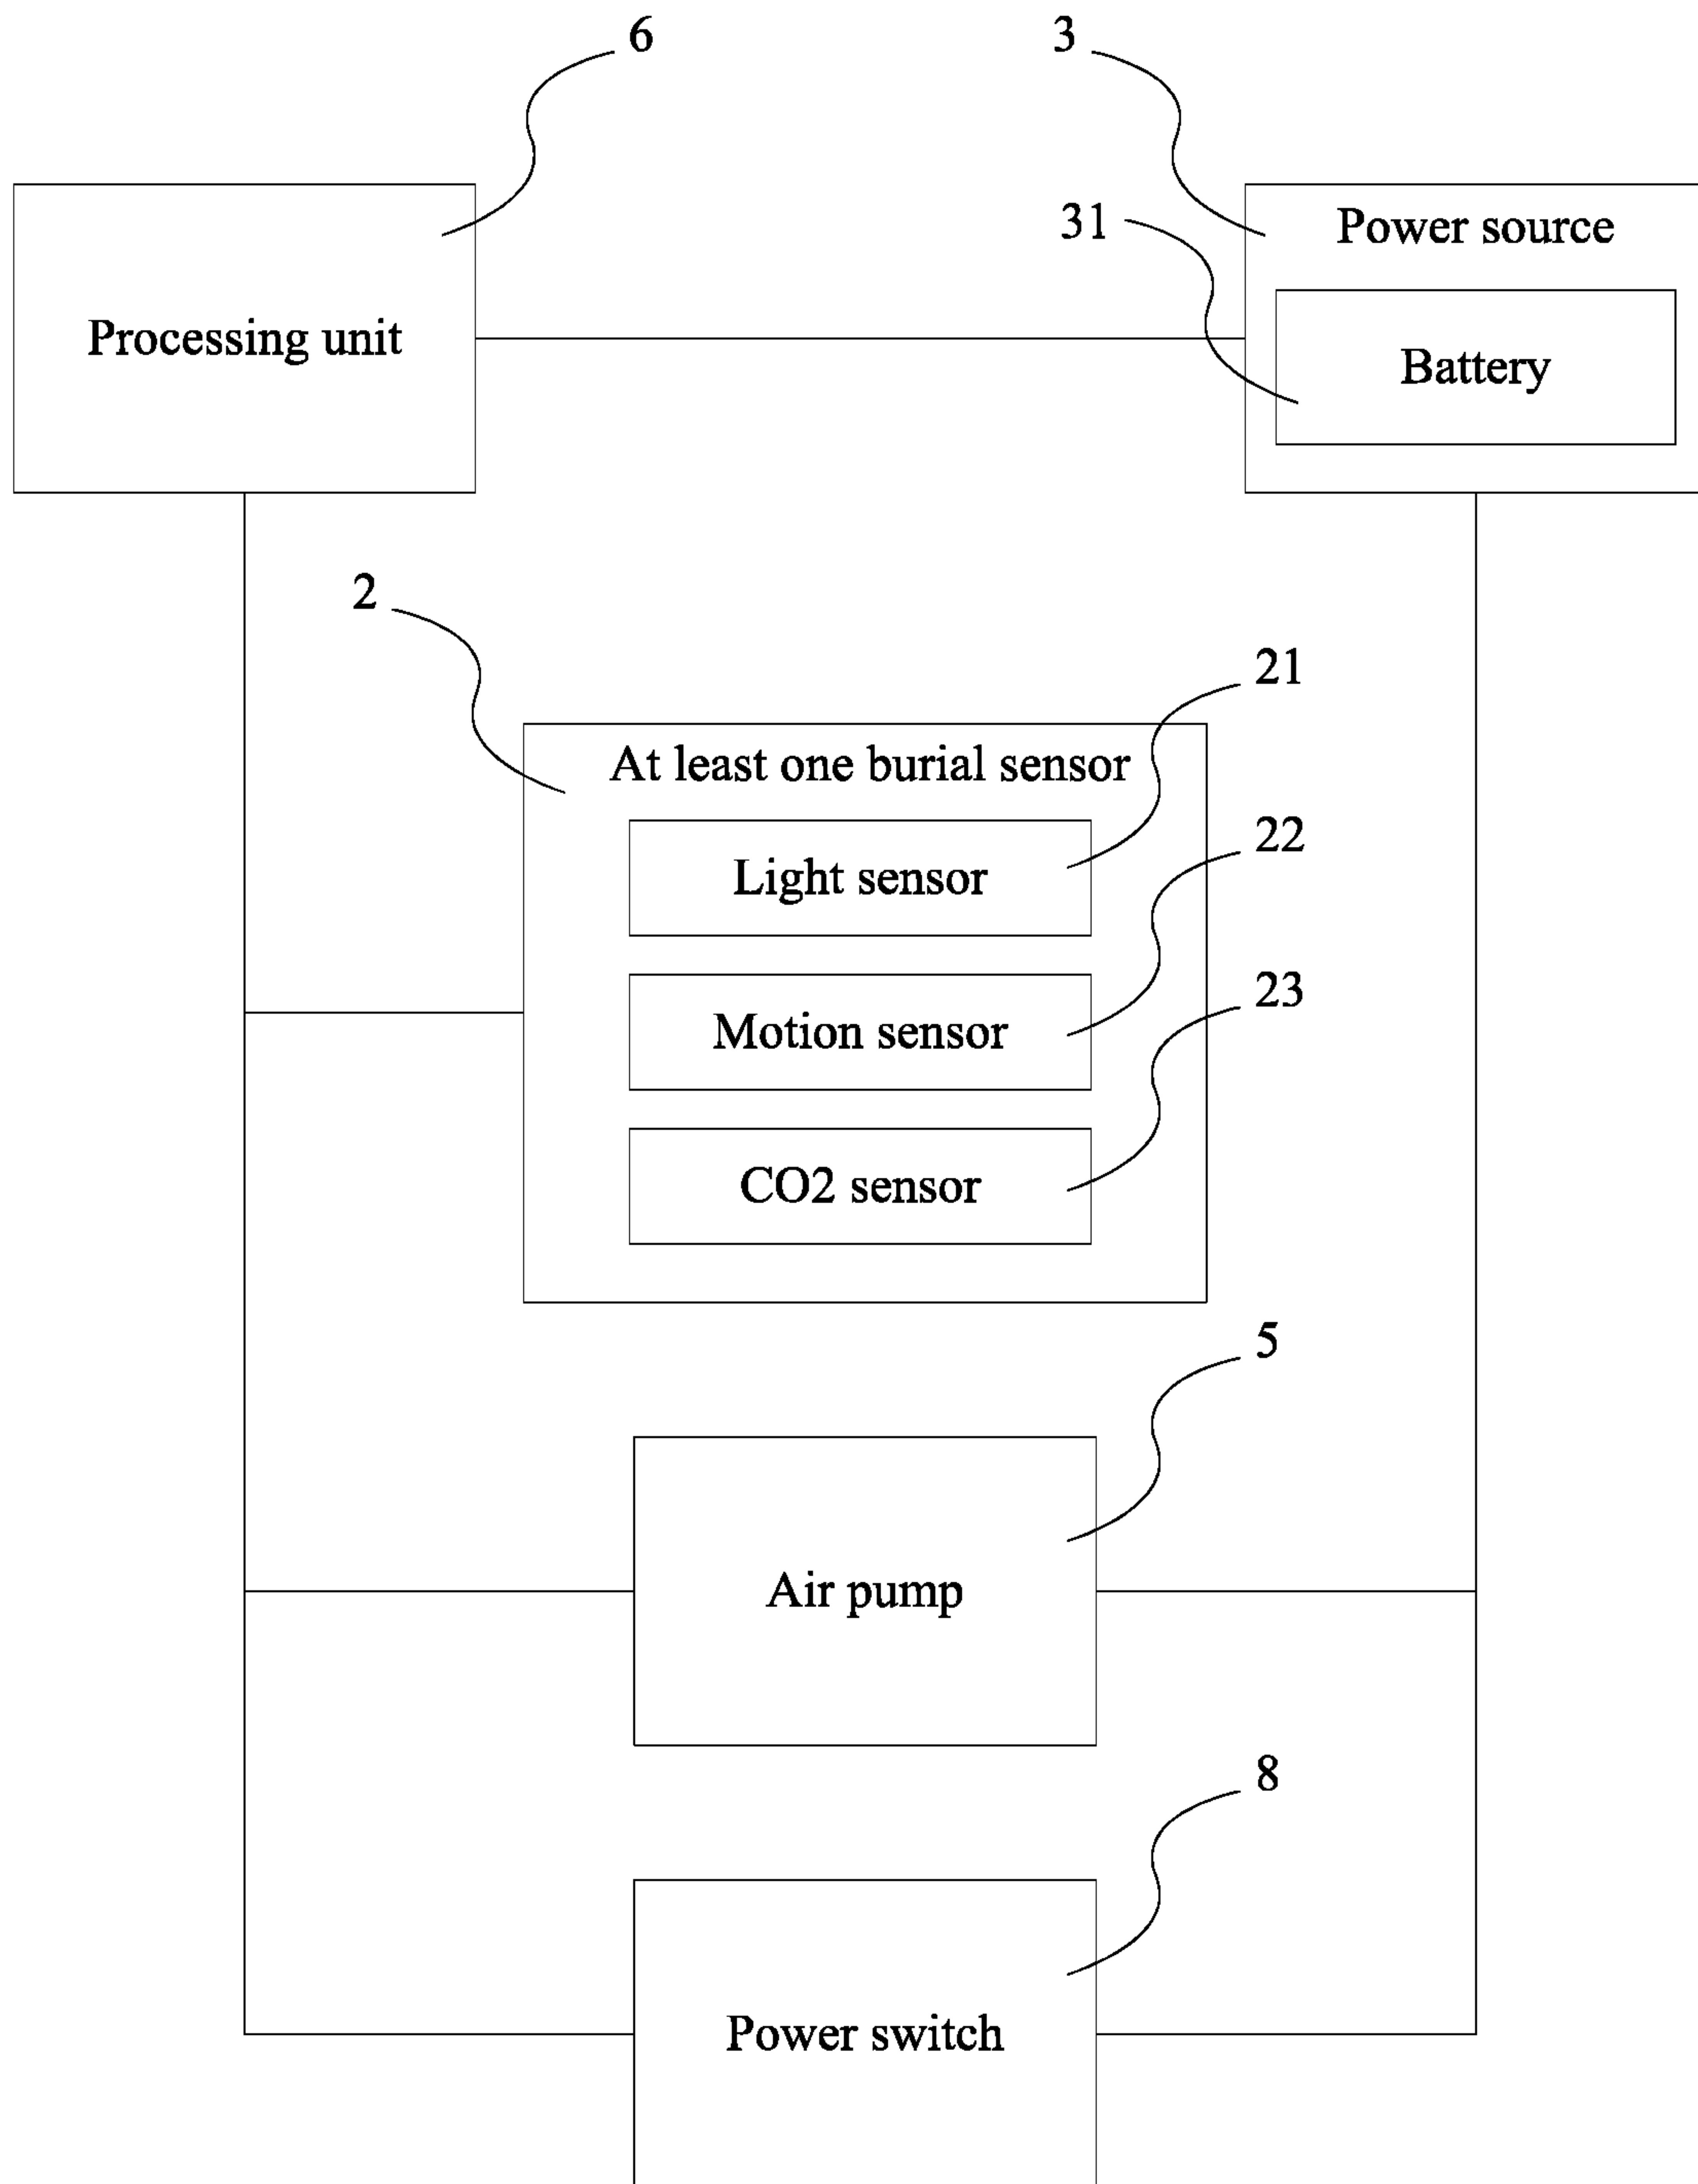 6
3
31
Power source
Processing unit
Battery
2
21
At least one burial sensor
22
Light sensor
23
Motion sensor
CO2 sensor
5
Air pump
8
Power switch